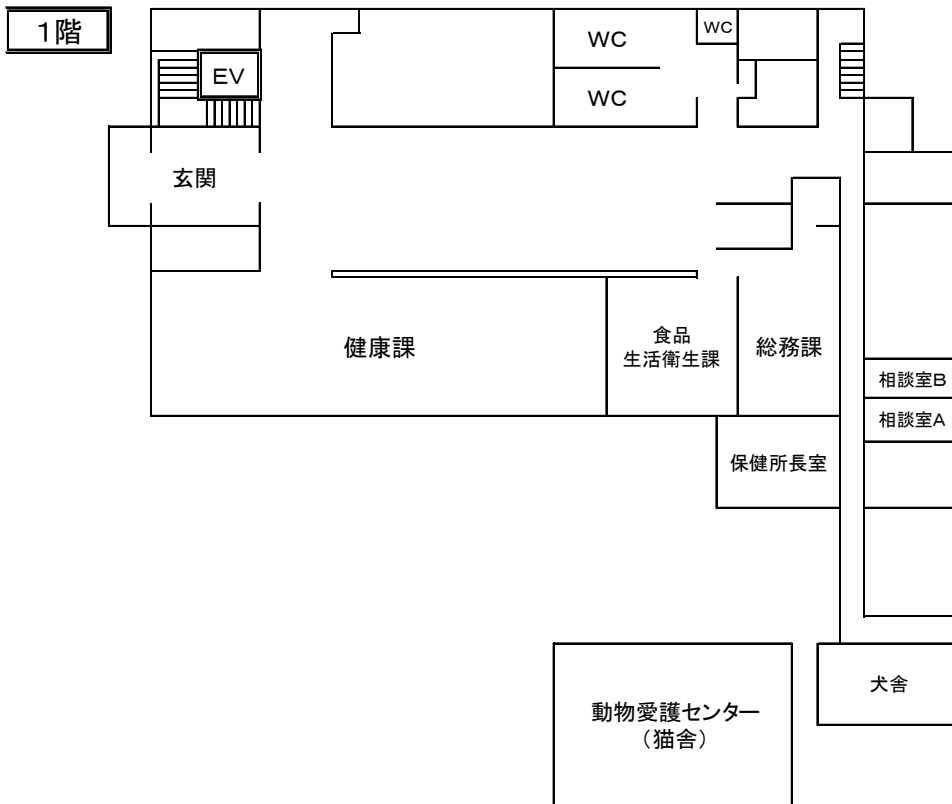 1階
WC
WC
EV
WC
玄関
健康課
食品
生活衛生課
総務課
相談室B
相談室A
保健所長室
犬舎
動物愛護センター
（猫舎）